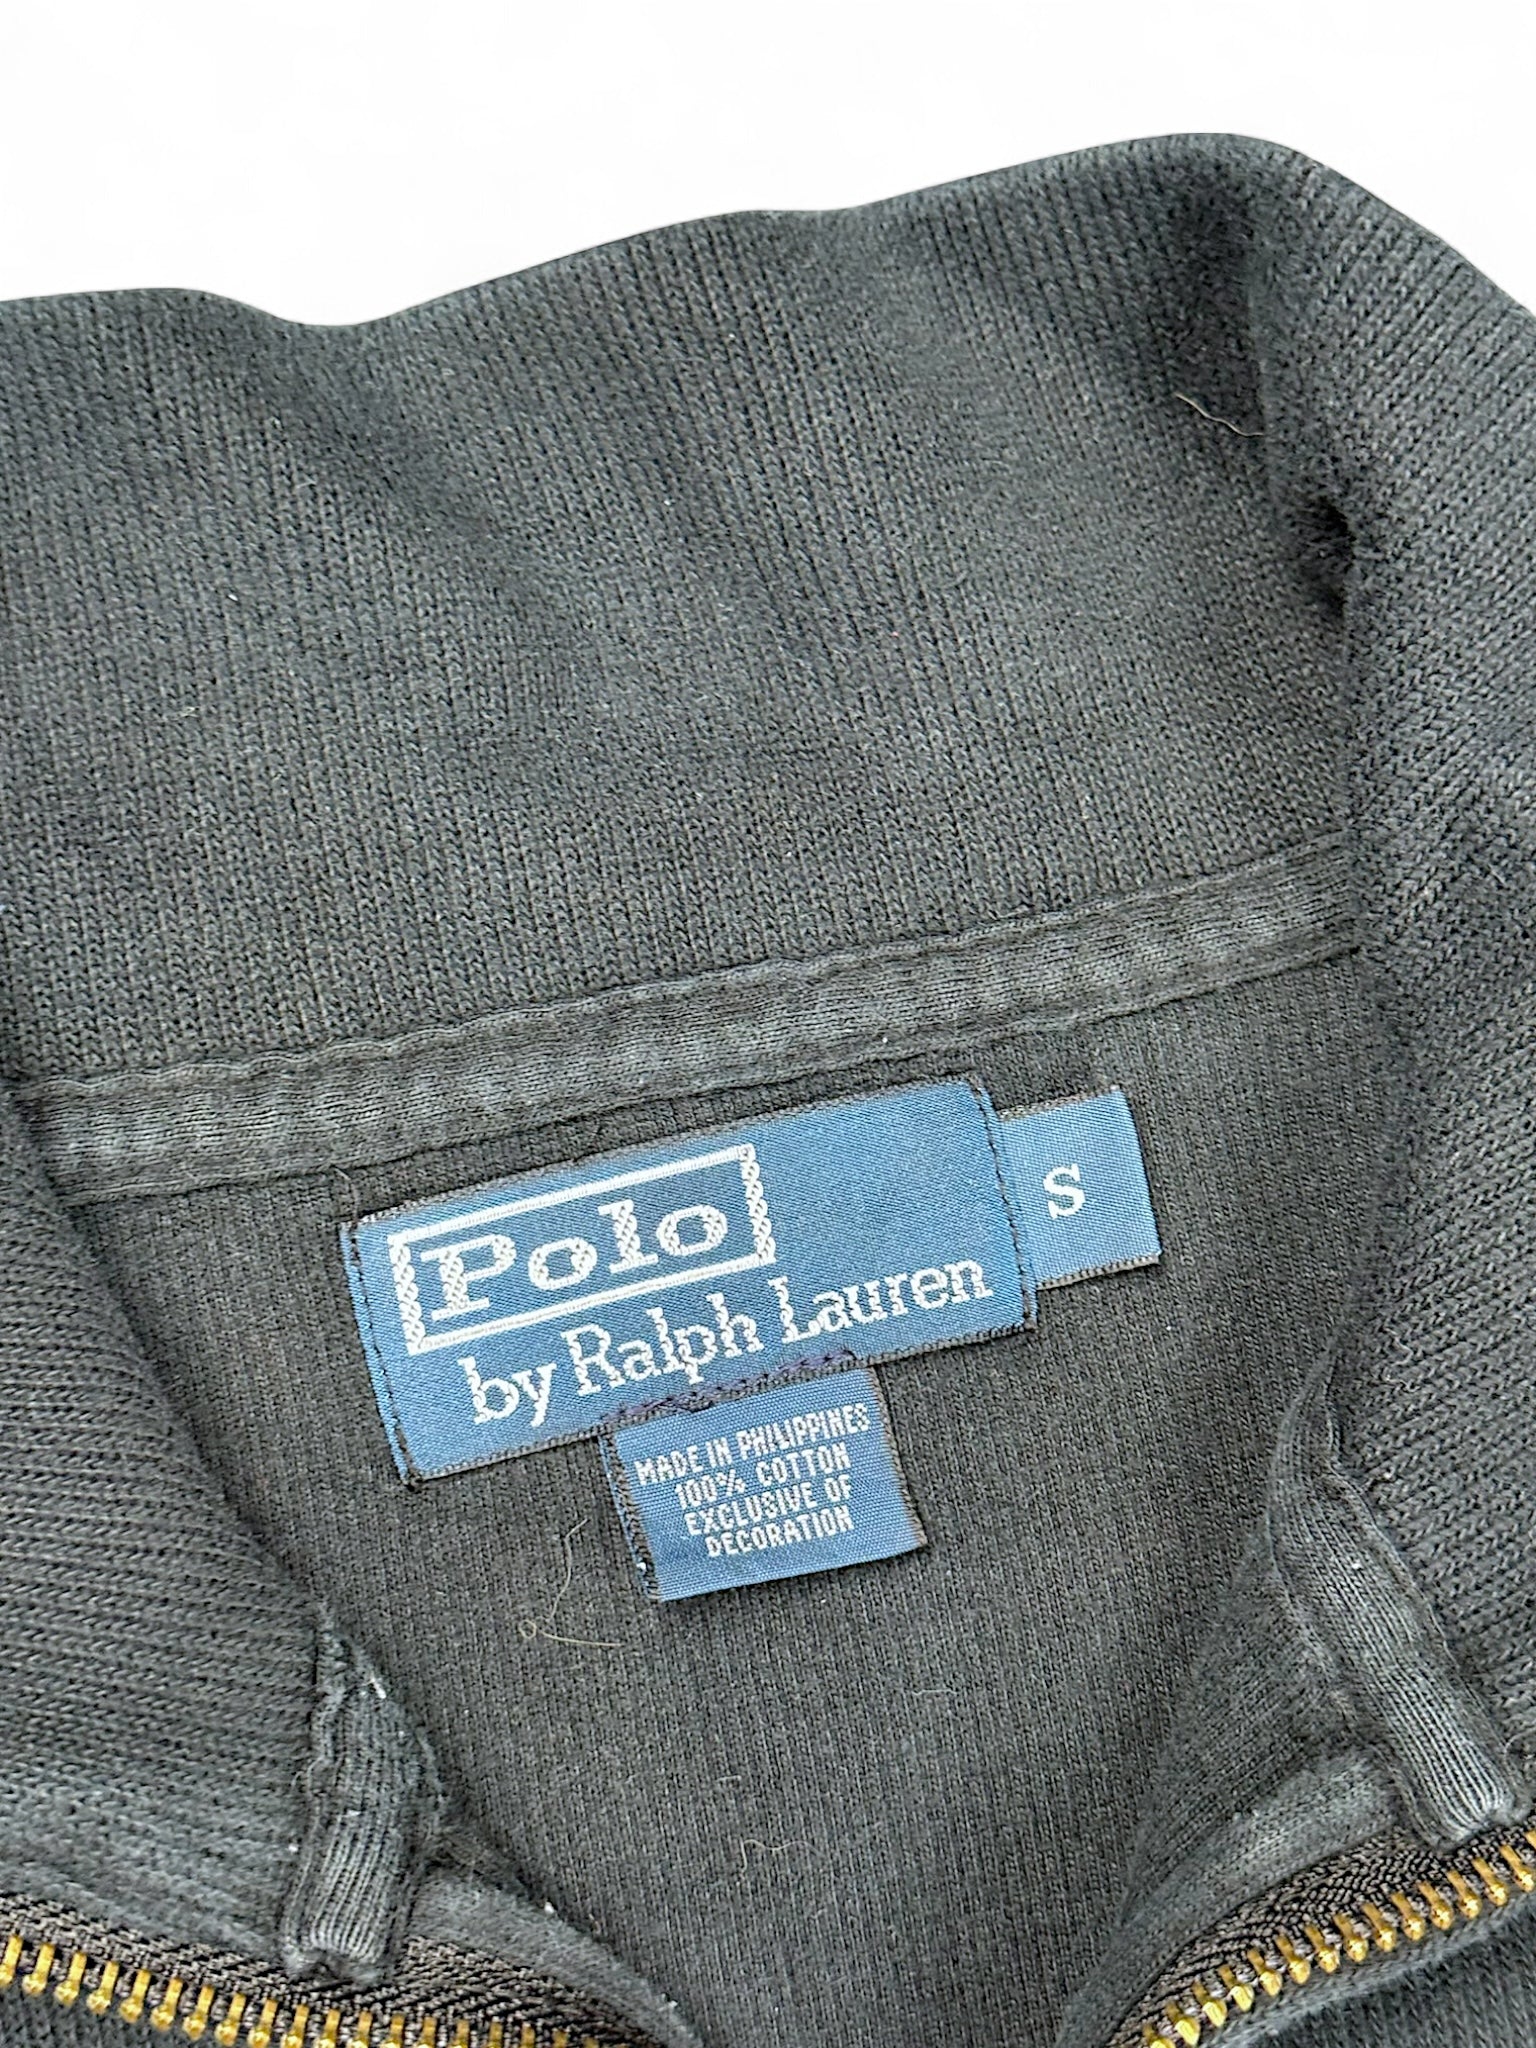 Polo
by Ralph Lauren
S
MADE IN PHILIPPINES
100% COTTON
EXCLUSIVE OF
DECORATION